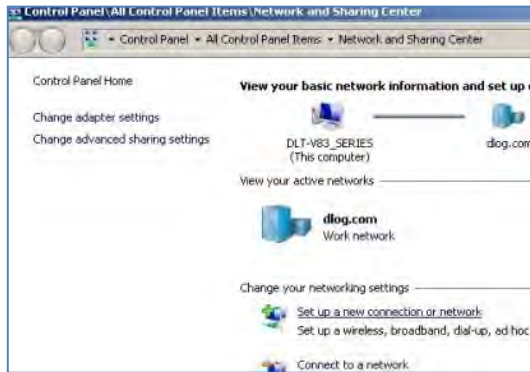 Control Panel\All Control Panel Items\Network and Sharing Center
Control Panel All Control Panel Items Network and Sharing Center
Control Panel Home
Change adapter settings
Change advanced sharing settings
View your basic network information and set up
DLT-V83_SERIES
(This computer)
dlog.com
View your active networks
dlog.com
Work network
Change your networking settings
Set up a new connection or network
Set up a wireless, broadband, dial-up, ad hoc
Connect to a network